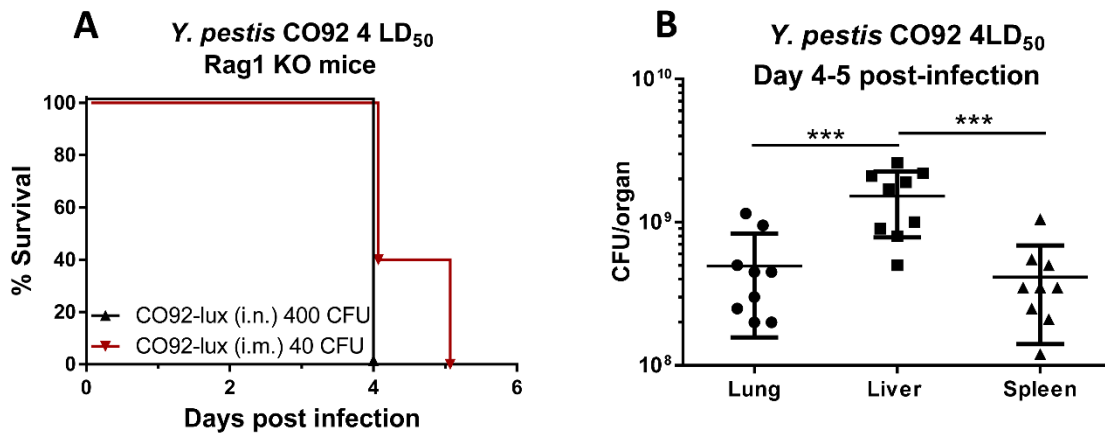 A
Y. pestis CO92 4 LD50
Rag1 KO mice
100
80
60
40
20
0
% Survival
CO92-lux (i.n.) 400 CFU
CO92-lux (i.m.) 40 CFU
0 2 4 6
Days post infection
B
Y. pestis CO92 4LD50
Day 4-5 post-infection
10^10
10^9
10^8
CFU/organ
*** ***
Lung Liver Spleen